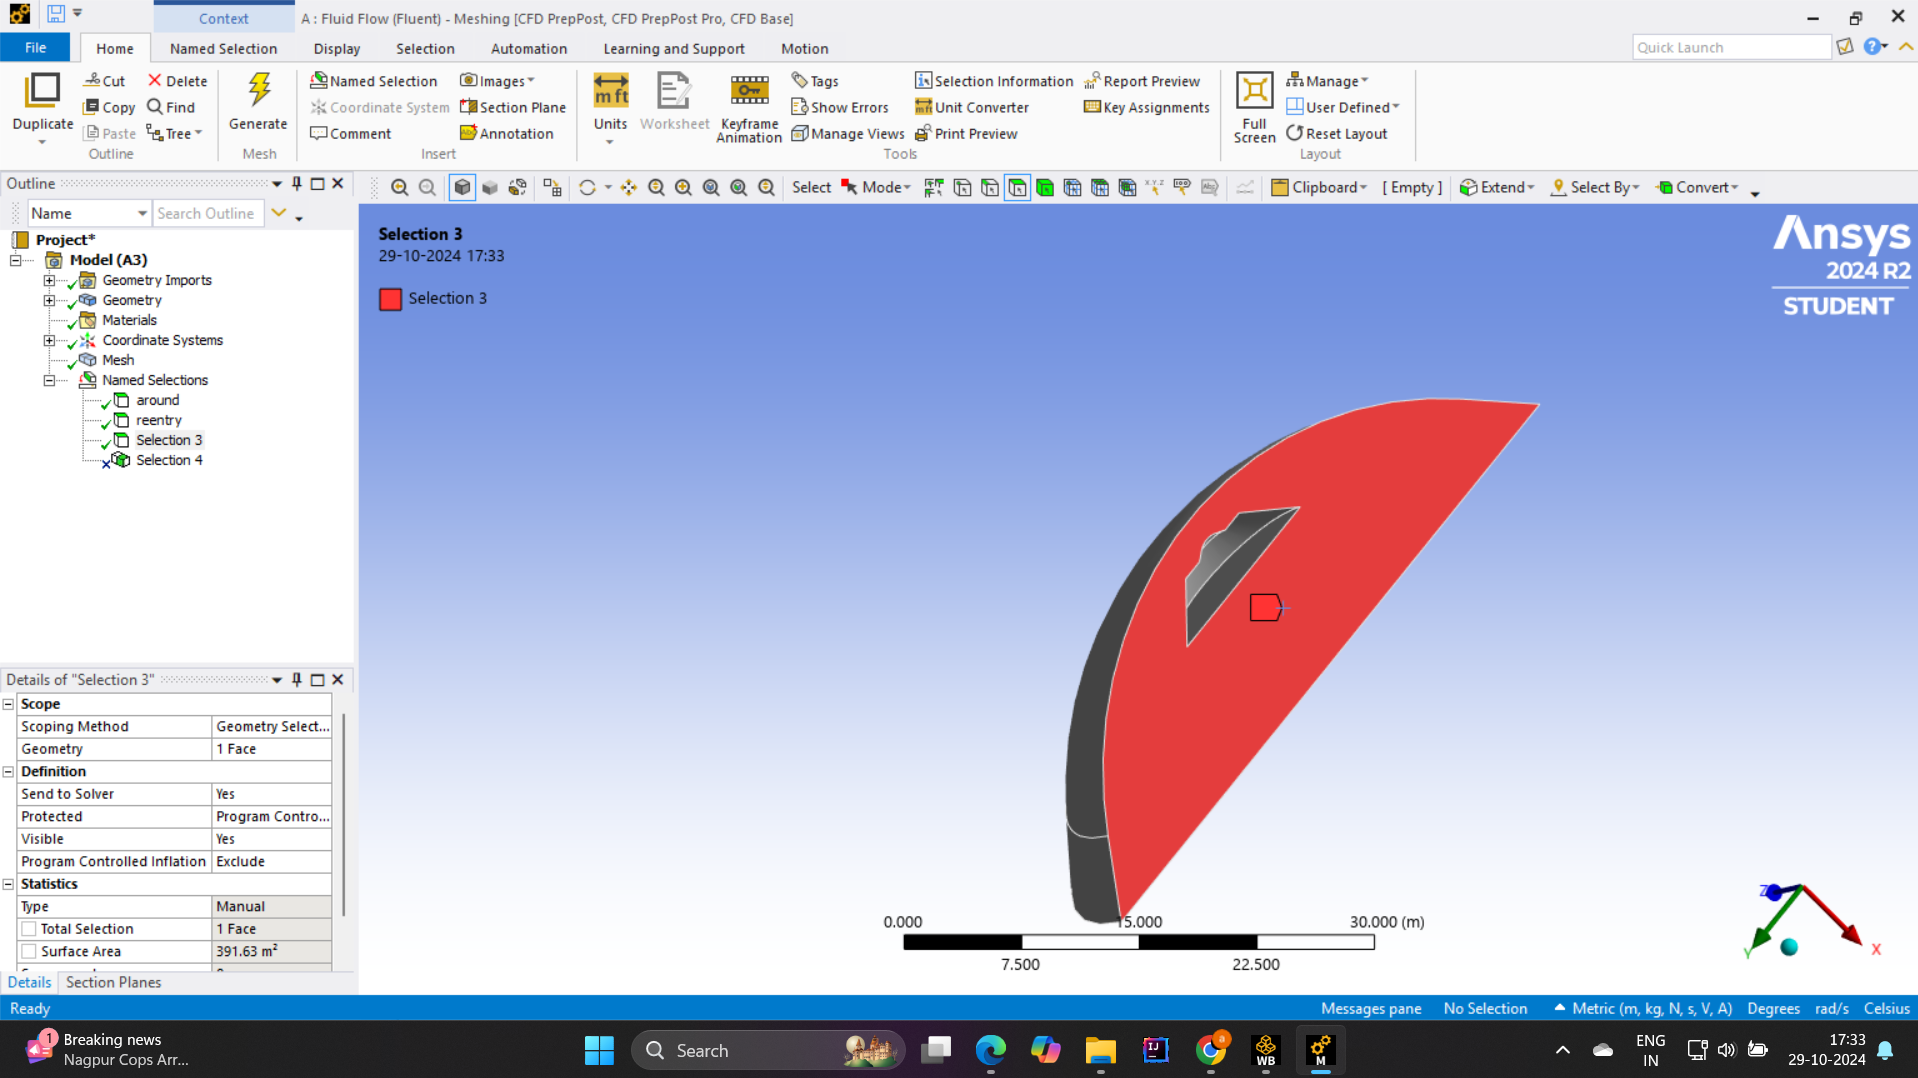 Context
A : Fluid Flow (Fluent) - Meshing [CFD PrepPost, CFD PrepPost Pro, CFD Base]
File Home Named Selection Display Selection Automation Learning and Support Motion
Quick Launch
Duplicate
Cut
Copy
Paste
Delete
Find
Tree
Outline
Generate
Mesh
Named Selection
Coordinate System
Comment
Images
Section Plane
Annotation
Insert
m ft
Units
Worksheet
Keyframe
Animation
Tags
Show Errors
Manage Views
Selection Information
Unit Converter
Print Preview
Report Preview
Key Assignments
Tools
Full
Screen
Manage
User Defined
Reset Layout
Layout
Outline
Name
Search Outline
Select Mode
Clipboard [ Empty ] Extend Select By Convert
Project*
Model (A3)
Geometry Imports
Geometry
Materials
Coordinate Systems
Mesh
Named Selections
around
reentry
Selection 3
Selection 4
Selection 3
29-10-2024 17:33
Selection 3
Ansys
2024 R2
STUDENT
0.000 15.000 30.000 (m)
7.500 22.500
Z
Y
X
Details of "Selection 3"
Scope
Scoping Method Geometry Select...
Geometry 1 Face
Definition
Send to Solver Yes
Protected Program Contro...
Visible Yes
Program Controlled Inflation Exclude
Statistics
Type Manual
Total Selection 1 Face
Surface Area 391.63 m²
Details Section Planes
Ready
Messages pane No Selection Metric (m, kg, N, s, V, A) Degrees rad/s Celsius
1
Breaking news
Nagpur Cops Arr...
Search
IJ
a
WB
M
ENG
IN
17:33
29-10-2024